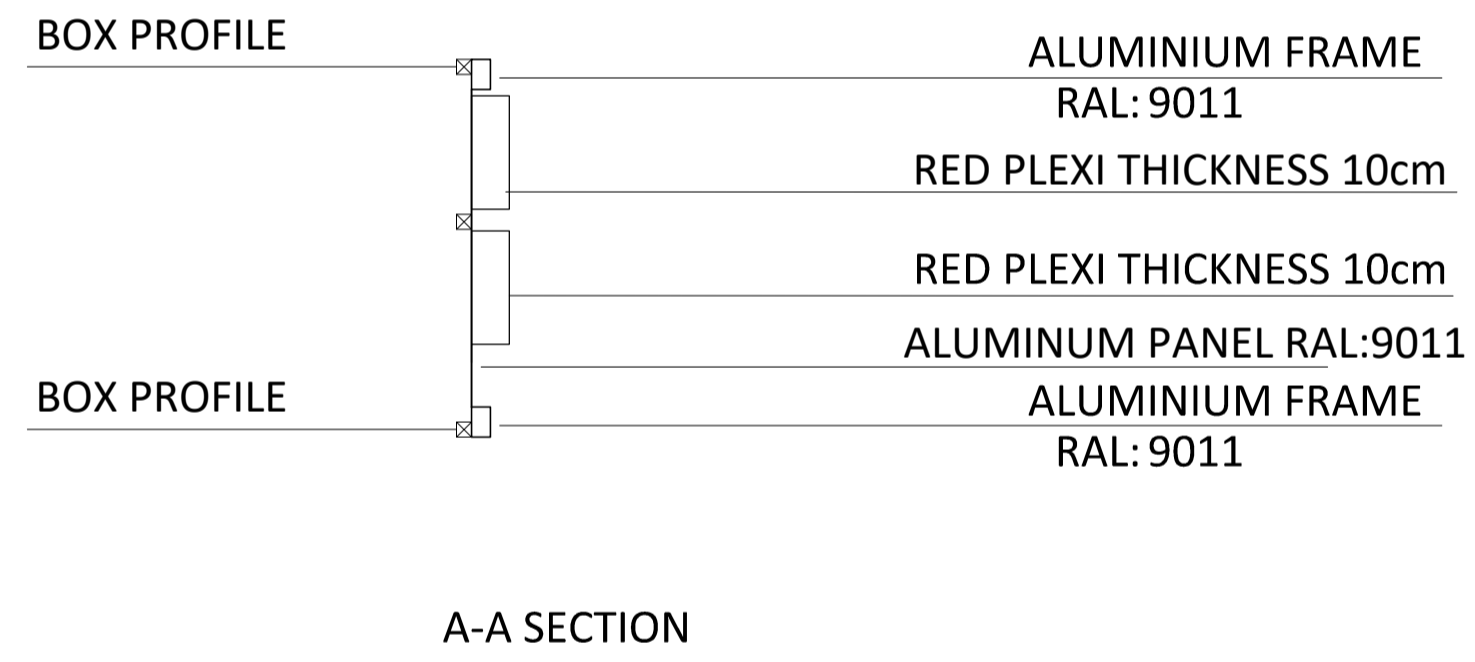 BOX PROFILE
ALUMINIUM FRAME
RAL: 9011
RED PLEXI THICKNESS 10cm
RED PLEXI THICKNESS 10cm
ALUMINUM PANEL RAL:9011
BOX PROFILE
ALUMINIUM FRAME
RAL: 9011
A-A SECTION